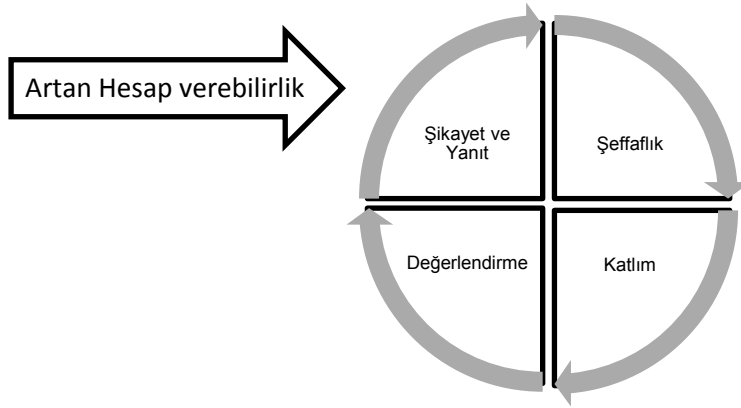 Artan Hesap verebilirlik
Şikayet ve
Yanıt
Şeffaflık
Değerlendirme
Katlım